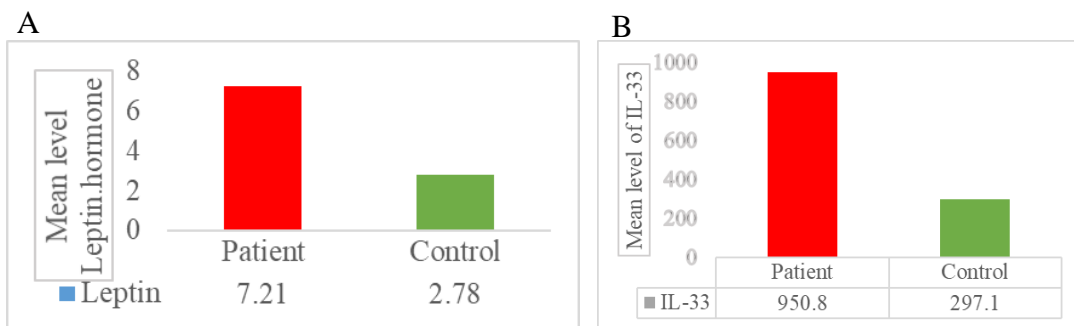 A
Mean level
Leptin.hormone
8
6
4
2
0
Patient Control
Leptin 7.21 2.78
B
Mean level of IL-33
1000
800
600
400
200
0
Patient Control
IL-33 950.8 297.1